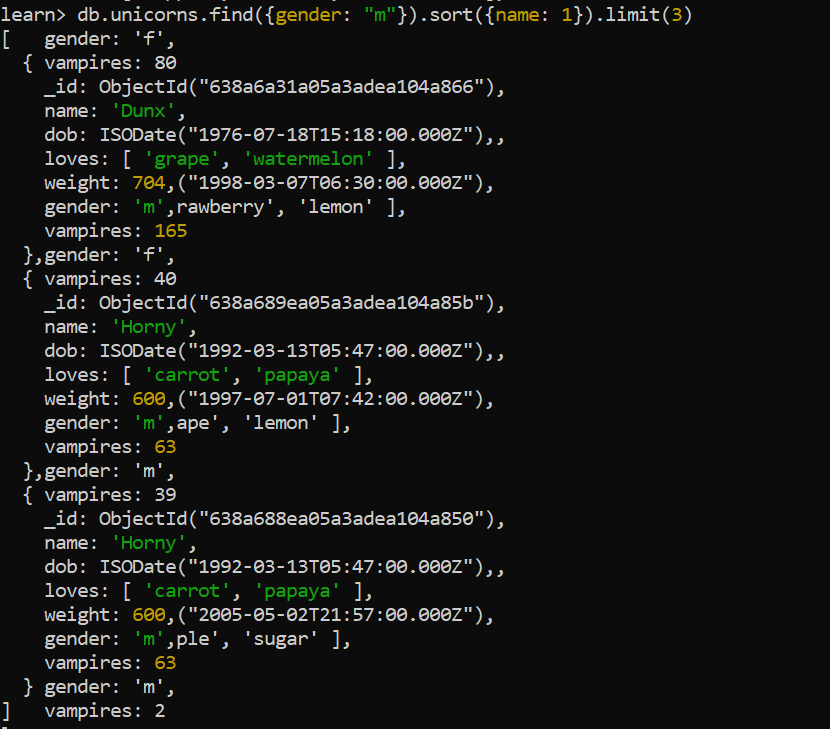 learn> db.unicorns.find({gender: "m"}).sort({name: 1}).limit(3)
[   gender: 'f',
  { vampires: 80
    _id: ObjectId("638a6a31a05a3adea104a866"),
    name: 'Dunx',
    dob: ISODate("1976-07-18T15:18:00.000Z"),,
    loves: [ 'grape', 'watermelon' ],
    weight: 704,("1998-03-07T06:30:00.000Z"),
    gender: 'm',rawberry', 'lemon' ],
    vampires: 165
  },gender: 'f',
  { vampires: 40
    _id: ObjectId("638a689ea05a3adea104a85b"),
    name: 'Horny',
    dob: ISODate("1992-03-13T05:47:00.000Z"),,
    loves: [ 'carrot', 'papaya' ],
    weight: 600,("1997-07-01T07:42:00.000Z"),
    gender: 'm',ape', 'lemon' ],
    vampires: 63
  },gender: 'm',
  { vampires: 39
    _id: ObjectId("638a688ea05a3adea104a850"),
    name: 'Horny',
    dob: ISODate("1992-03-13T05:47:00.000Z"),,
    loves: [ 'carrot', 'papaya' ],
    weight: 600,("2005-05-02T21:57:00.000Z"),
    gender: 'm',ple', 'sugar' ],
    vampires: 63
  } gender: 'm',
]   vampires: 2